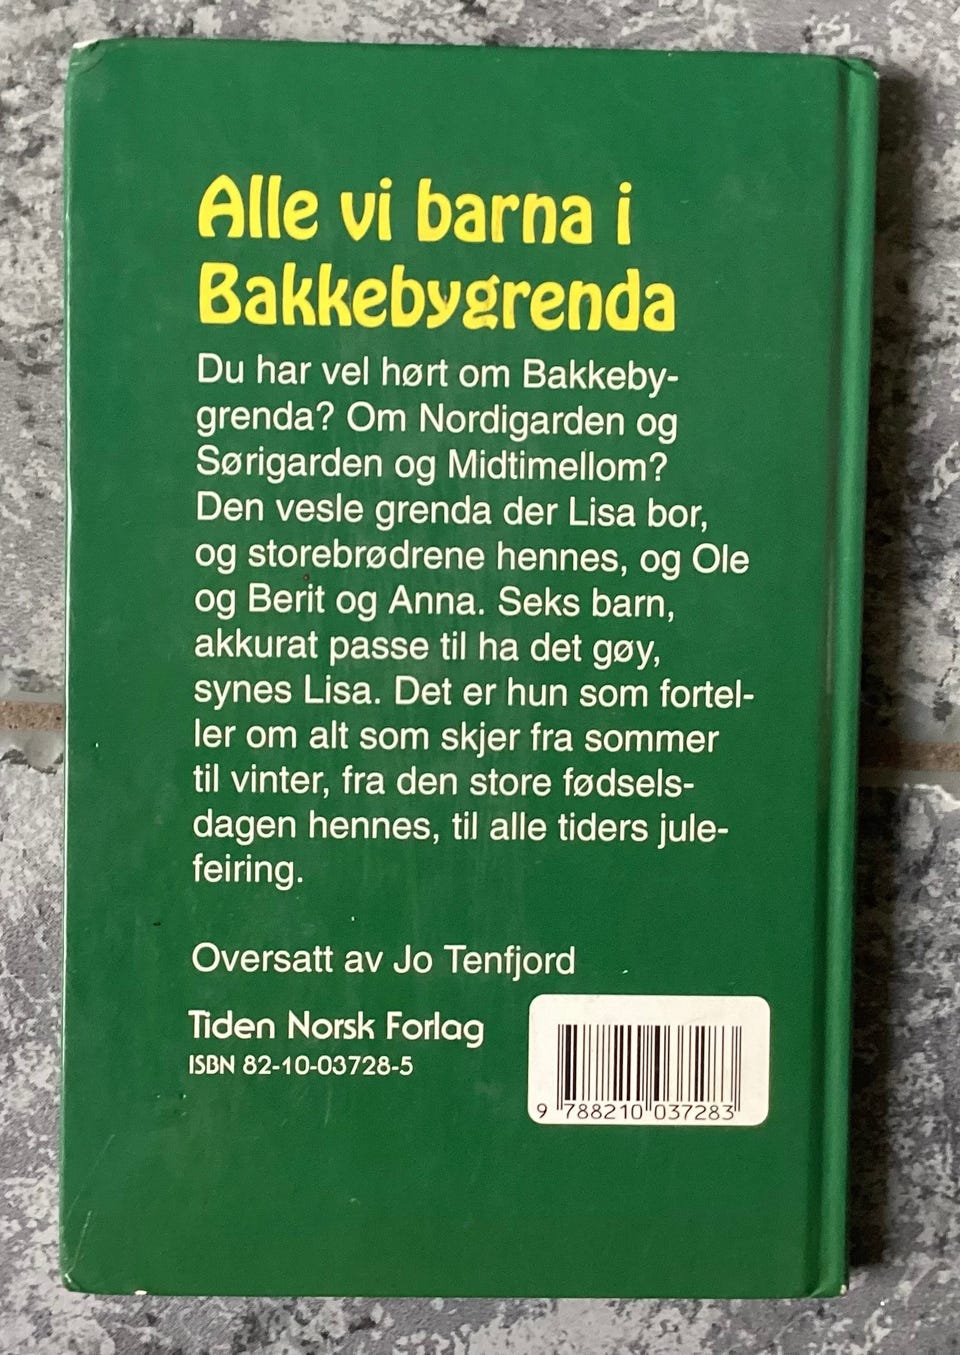 Alle vi barna i
Bakkebygrenda
Du har vel hørt om Bakkeby-
grenda? Om Nordigarden og
Sørigarden og Midtimellom?
Den vesle grenda der Lisa bor,
og storebrødrene hennes, og Ole
og Berit og Anna. Seks barn,
akkurat passe til ha det gøy,
synes Lisa. Det er hun som fortel-
ler om alt som skjer fra sommer
til vinter, fra den store fødsels-
dagen hennes, til alle tiders jule-
feiring.
Oversatt av Jo Tenfjord
Tiden Norsk Forlag
ISBN 82-10-03728-5
9 788210 037283